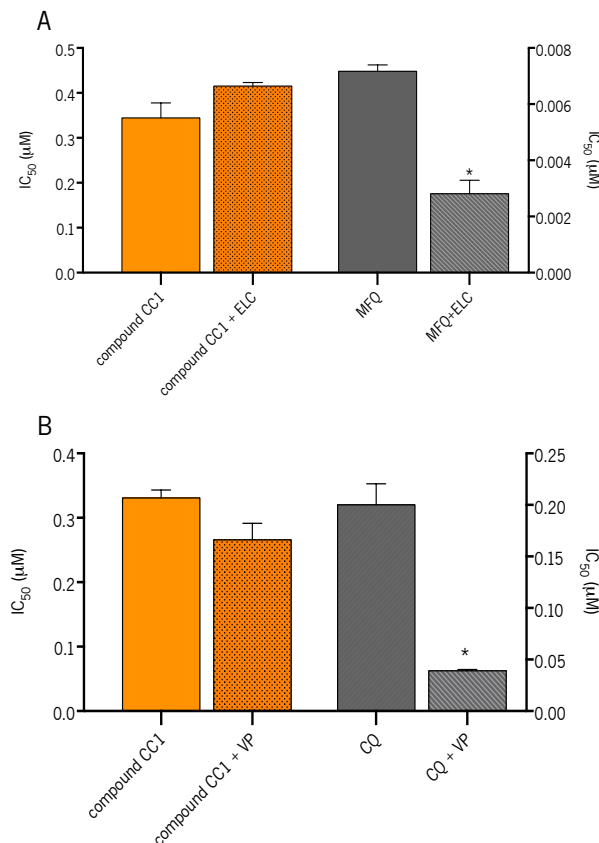 A
0.5
0.4
0.3
0.2
0.1
0.0
IC50 (μM)
0.008
0.006
0.004
0.002
0.000
IC50 (μM)
*
compound CC1
compound CC1 + ELC
MFQ
MFQ+ELC
B
0.4
0.3
0.2
0.1
0.0
IC50 (μM)
0.25
0.20
0.15
0.10
0.05
0.00
IC50 (μM)
*
compound CC1
compound CC1 + VP
CQ
CQ + VP